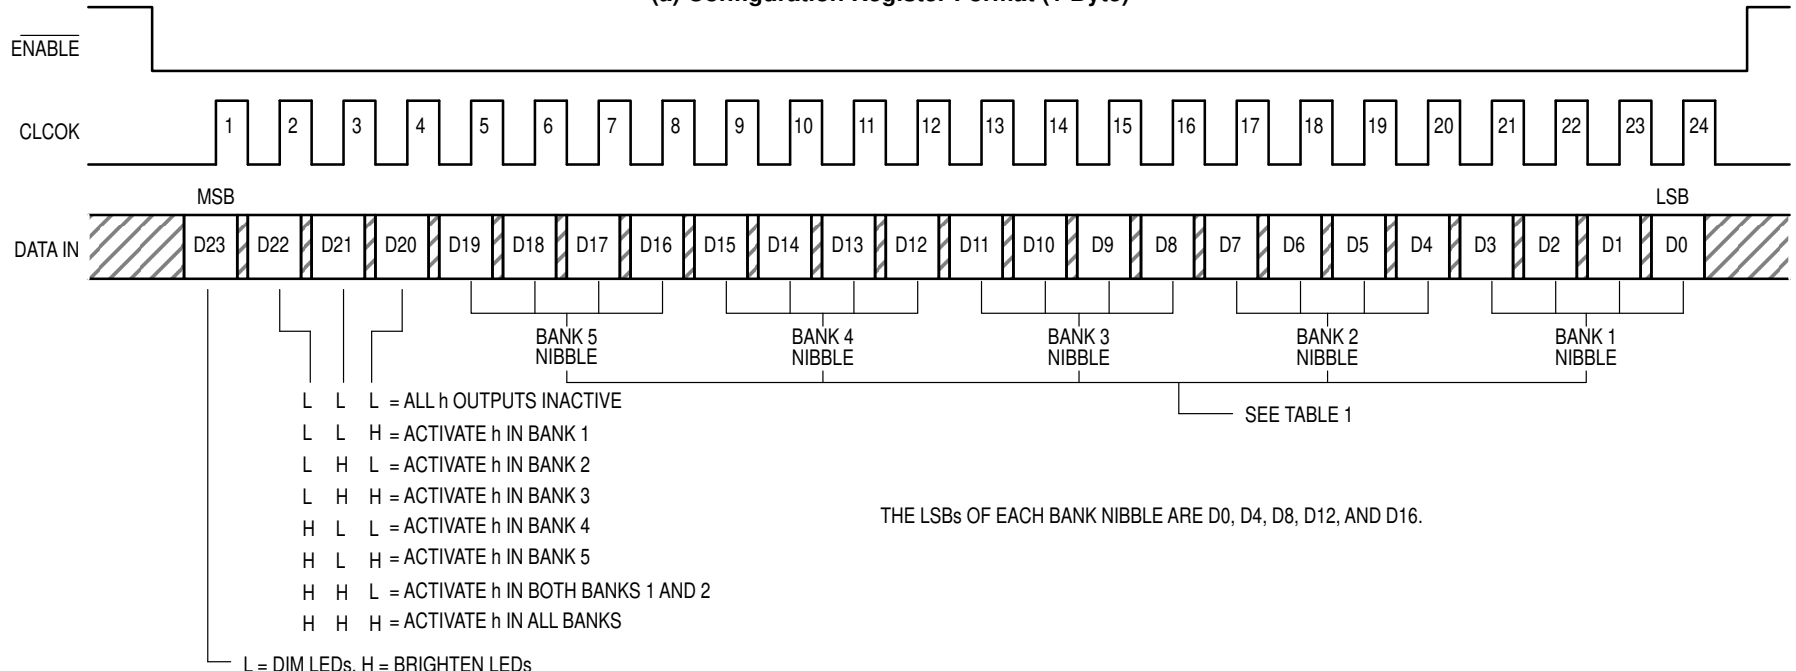 (a) Configuration Register Format (1 Byte)
ENABLE
CLCOK
1 2 3 4 5 6 7 8 9 10 11 12 13 14 15 16 17 18 19 20 21 22 23 24
MSB LSB
DATA IN
D23 D22 D21 D20 D19 D18 D17 D16 D15 D14 D13 D12 D11 D10 D9 D8 D7 D6 D5 D4 D3 D2 D1 D0
BANK 5 BANK 4 BANK 3 BANK 2 BANK 1
NIBBLE NIBBLE NIBBLE NIBBLE NIBBLE
L L L = ALL h OUTPUTS INACTIVE
SEE TABLE 1
L L H = ACTIVATE h IN BANK 1
L H L = ACTIVATE h IN BANK 2
L H H = ACTIVATE h IN BANK 3
THE LSBs OF EACH BANK NIBBLE ARE D0, D4, D8, D12, AND D16.
H L L = ACTIVATE h IN BANK 4
H L H = ACTIVATE h IN BANK 5
H H L = ACTIVATE h IN BOTH BANKS 1 AND 2
H H H = ACTIVATE h IN ALL BANKS
L = DIM LEDs, H = BRIGHTEN LEDs